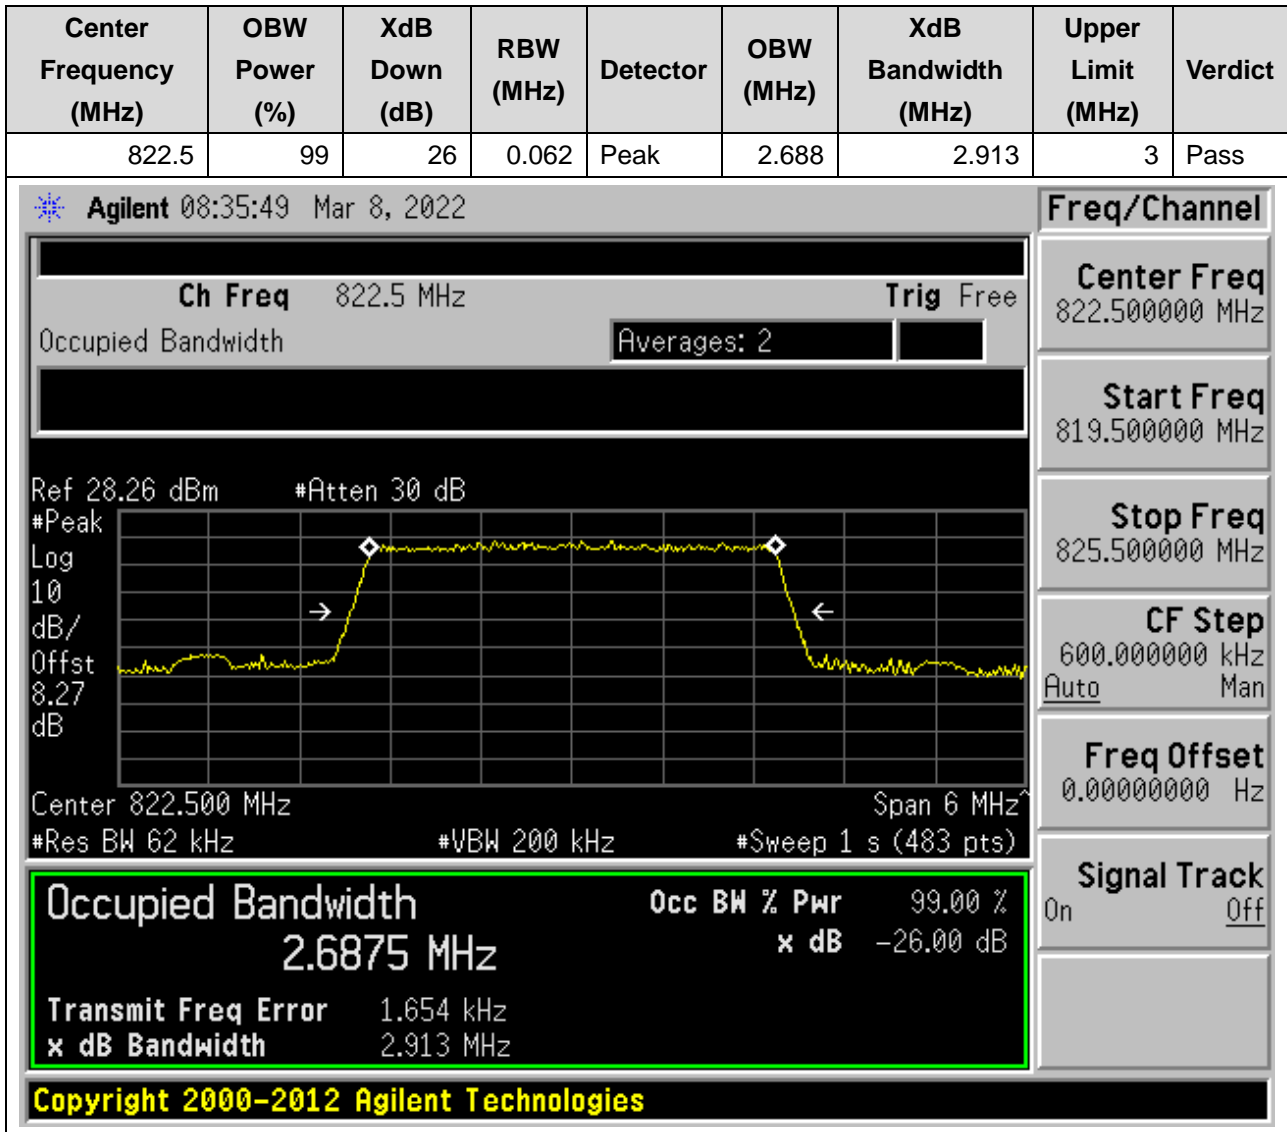 Center Frequency (MHz) OBW Power (%) XdB Down (dB) RBW (MHz) Detector OBW (MHz) XdB Bandwidth (MHz) Upper Limit (MHz) Verdict
822.5 99 26 0.062 Peak 2.688 2.913 3 Pass
Agilent 08:35:49 Mar 8, 2022
Freq/Channel
Ch Freq 822.5 MHz Trig Free
Occupied Bandwidth Averages: 2
Ref 28.26 dBm #Atten 30 dB
#Peak
Log
10
dB/
Offst
8.27
dB
Center 822.500 MHz Span 6 MHz^
#Res BW 62 kHz #VBW 200 kHz #Sweep 1 s (483 pts)
Occupied Bandwidth Occ BW % Pwr 99.00 %
2.6875 MHz x dB -26.00 dB
Transmit Freq Error 1.654 kHz
x dB Bandwidth 2.913 MHz
Center Freq
822.500000 MHz
Start Freq
819.500000 MHz
Stop Freq
825.500000 MHz
CF Step
600.000000 kHz
Auto Man
Freq Offset
0.00000000 Hz
Signal Track
On Off
Copyright 2000-2012 Agilent Technologies